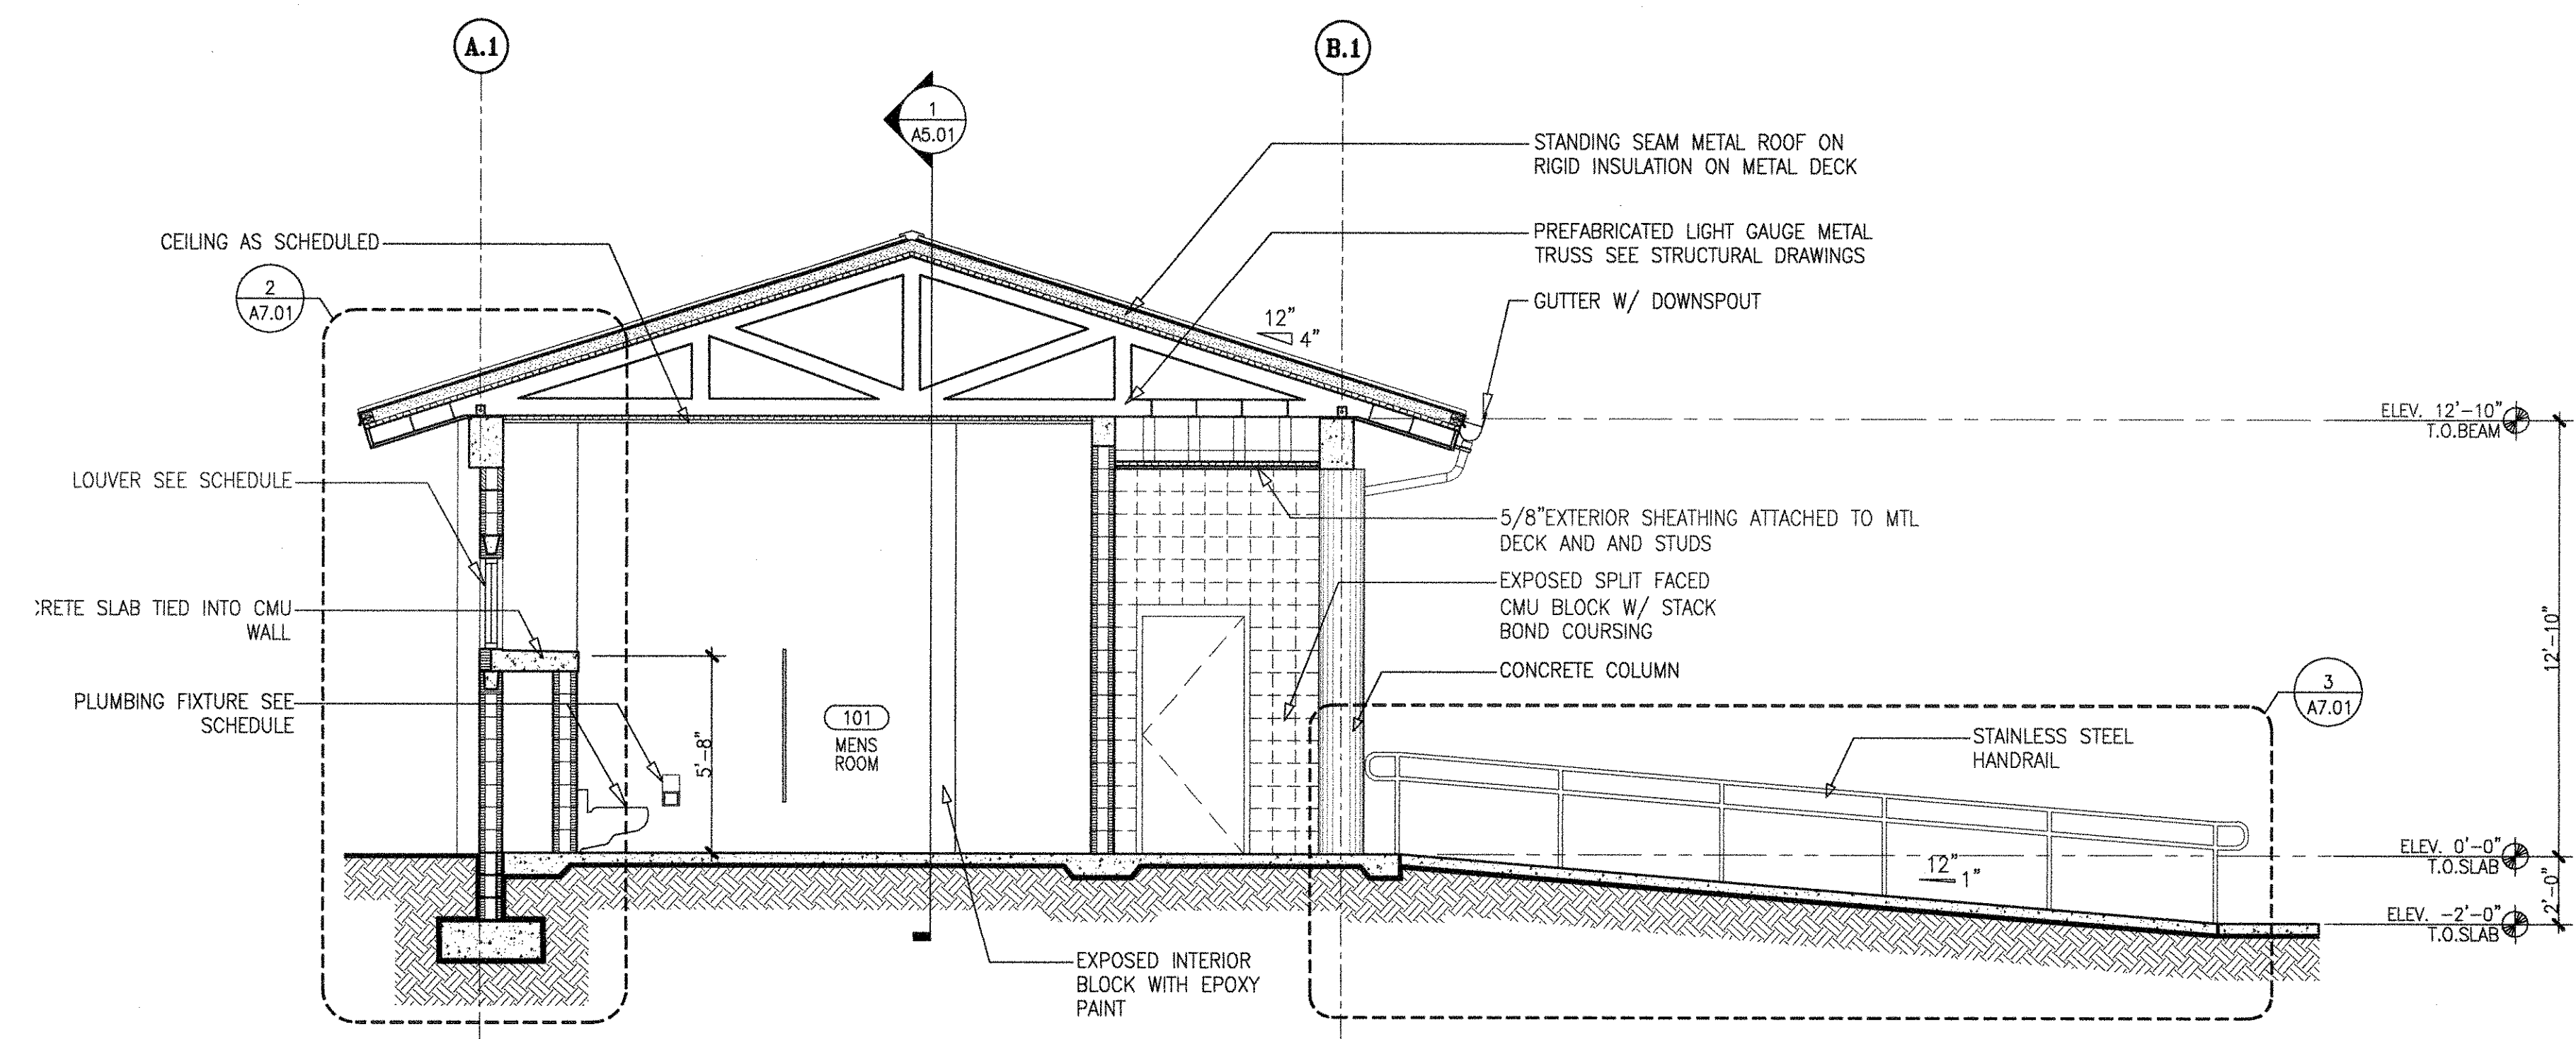 A.1
B.1
1
A5.01
STANDING SEAM METAL ROOF ON
RIGID INSULATION ON METAL DECK
CEILING AS SCHEDULED
PREFABRICATED LIGHT GAUGE METAL
TRUSS SEE STRUCTURAL DRAWINGS
2
A7.01
GUTTER W/ DOWNSPOUT
12"
4"
ELEV. 12'-10"
T.O.BEAM
LOUVER SEE SCHEDULE
5/8"EXTERIOR SHEATHING ATTACHED TO MTL
DECK AND AND STUDS
EXPOSED SPLIT FACED
CMU BLOCK W/ STACK
BOND COURSING
CRETE SLAB TIED INTO CMU
WALL
12'-10"
CONCRETE COLUMN
3
A7.01
PLUMBING FIXTURE SEE
SCHEDULE
5'-8"
101
MENS
ROOM
STAINLESS STEEL
HANDRAIL
ELEV. 0'-0"
T.O.SLAB
12"
1"
2'-0"
ELEV. -2'-0"
T.O.SLAB
EXPOSED INTERIOR
BLOCK WITH EPOXY
PAINT